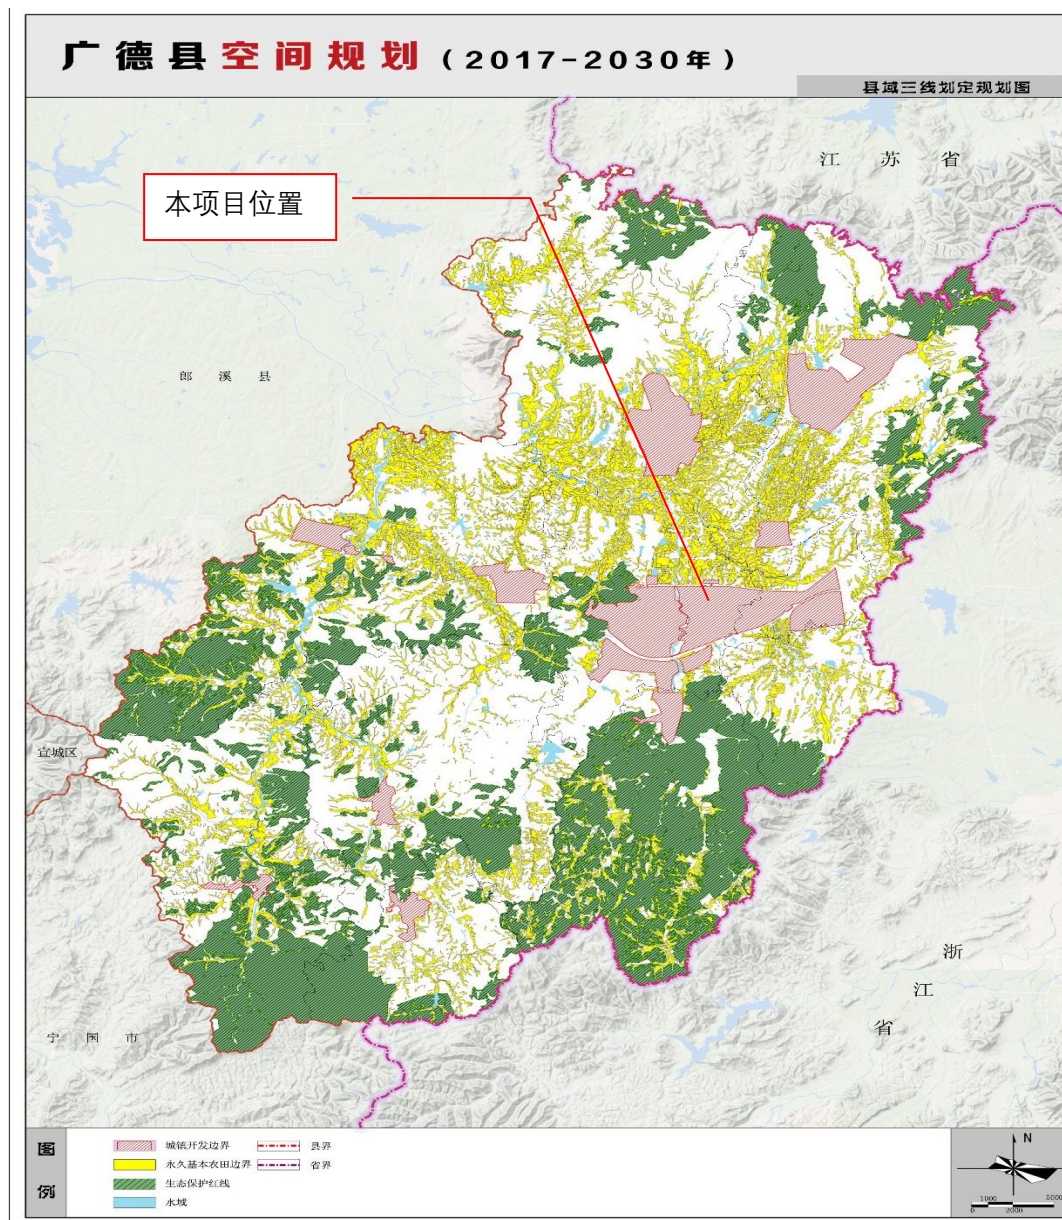 广德县空间规划（2017-2030年）
县域三线划定规划图
江苏省
本项目位置
郎溪县
宣城区
浙江省
宁国市
图例
城镇开发边界
县界
永久基本农田边界
省界
生态保护红线
水域
N
1000 5000
0 2000